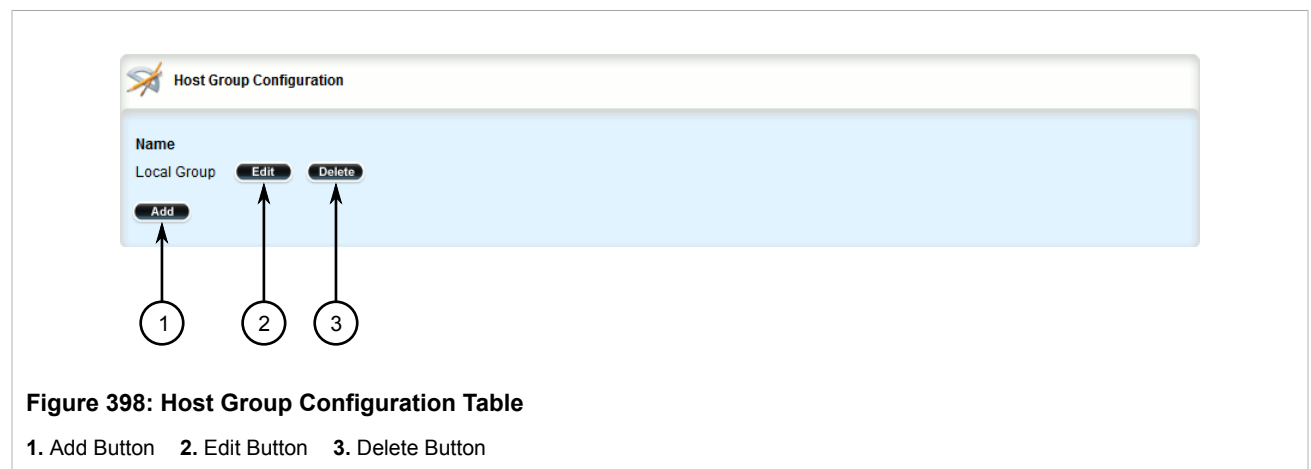 Host Group Configuration
Name
Local Group Edit Delete
Add
1 2 3
Figure 398: Host Group Configuration Table
1. Add Button 2. Edit Button 3. Delete Button